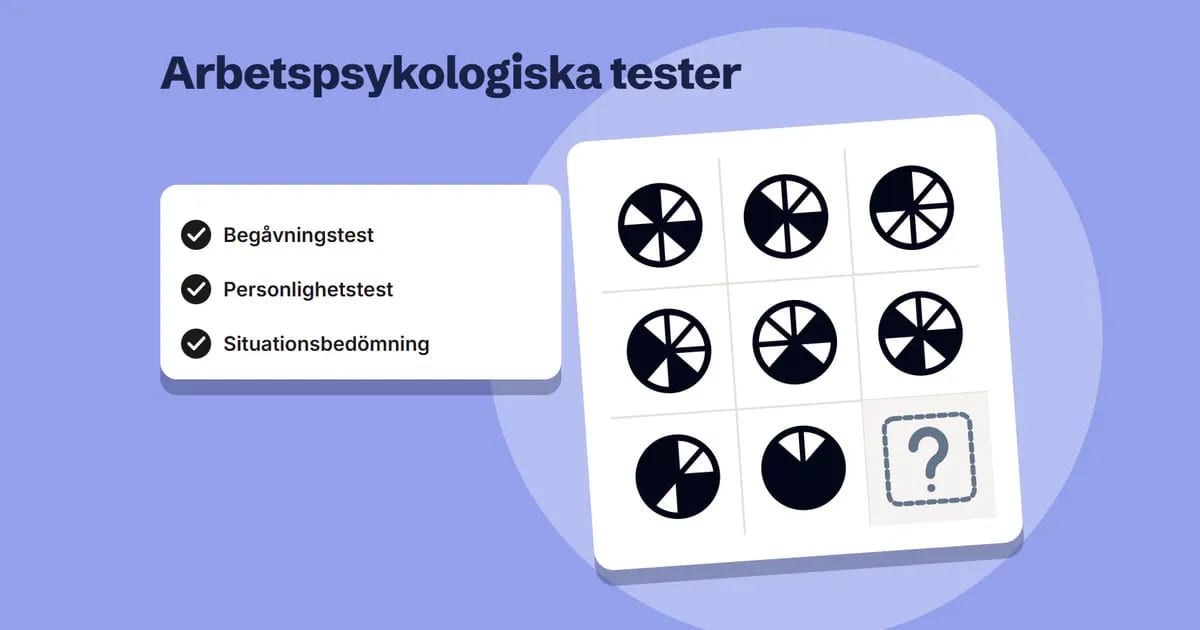 Arbetspsykologiska tester
Begåvningstest
Personlighetstest
Situationsbedömning
?